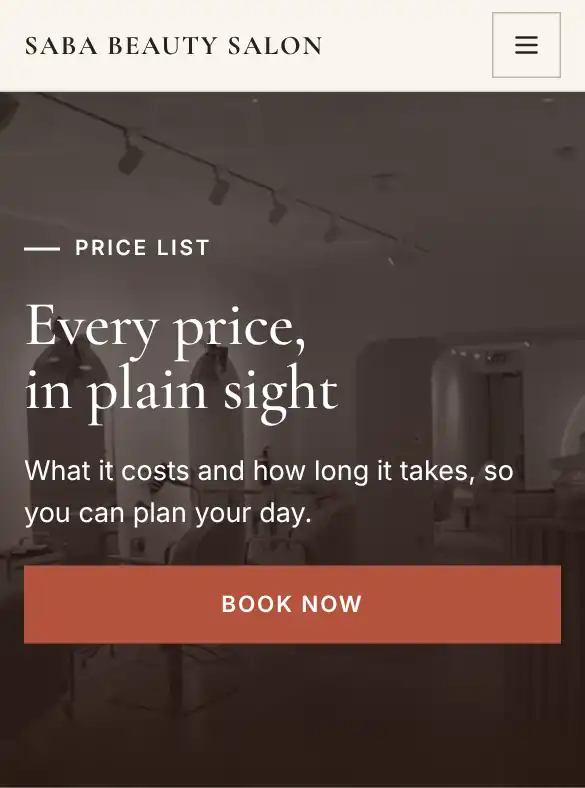 SABA BEAUTY SALON
PRICE LIST
Every price,
in plain sight
What it costs and how long it takes, so
you can plan your day.
BOOK NOW